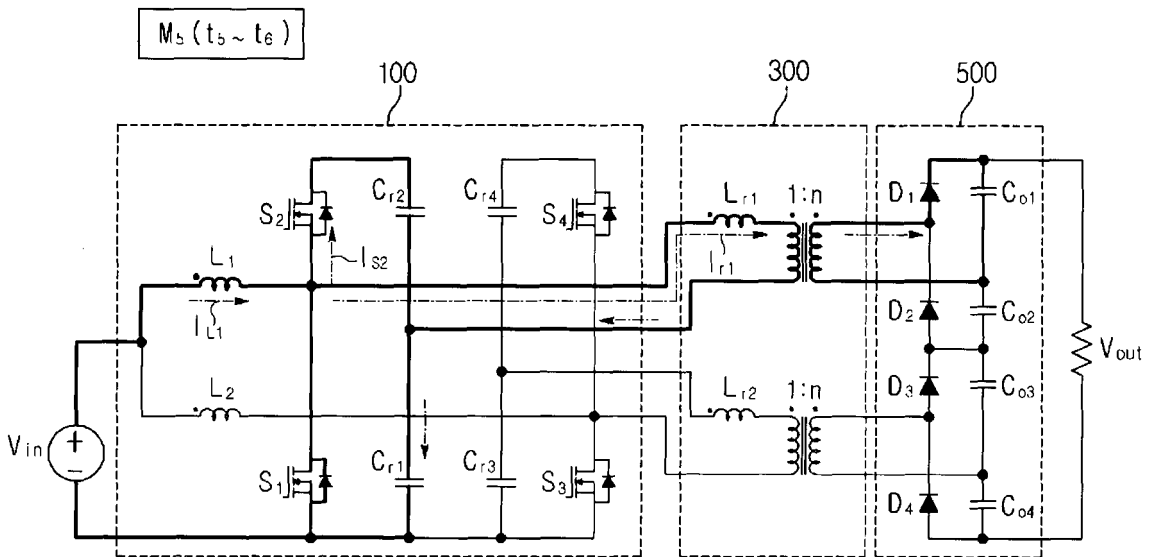 M₅ (t₅ ~ t₆)
100
300
500
Cr2
Cr4
S2
S4
Lr1
1:n
D1
Co1
IS2
Ir1
L1
IL1
D2
Co2
Vout
L2
Lr2
1:n
D3
Co3
Vin
S1
Cr1
Cr3
S3
D4
Co4